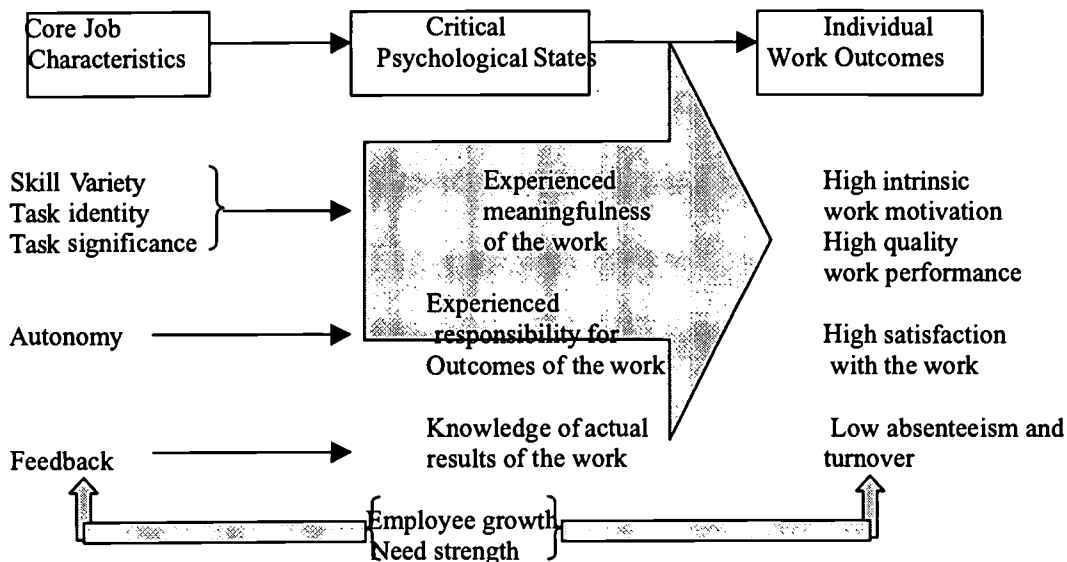 Core Job
Characteristics
Critical
Psychological States
Individual
Work Outcomes
Skill Variety
Task identity
Task significance
Experienced
meaningfulness
of the work
High intrinsic
work motivation
High quality
work performance
Autonomy
Experienced
responsibility for
Outcomes of the work
High satisfaction
with the work
Feedback
Knowledge of actual
results of the work
Low absenteeism and
turnover
Employee growth
Need strength